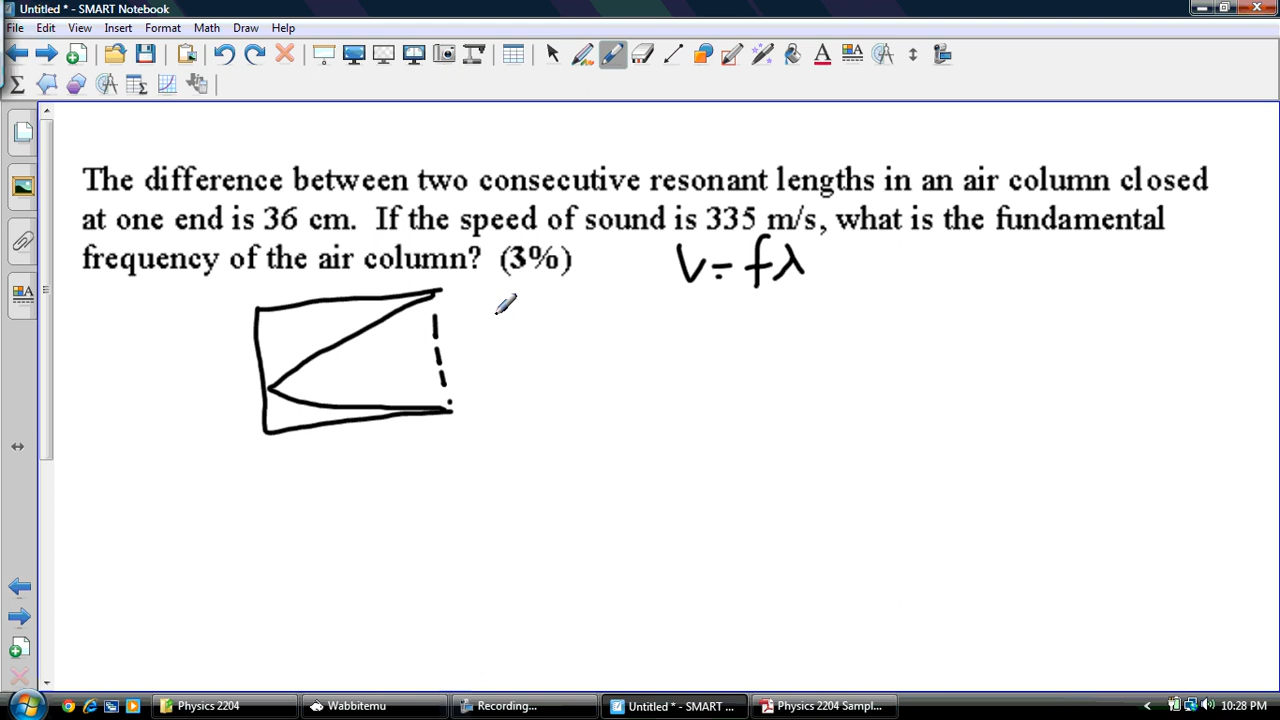 Untitled * - SMART Notebook
File Edit View Insert Format Math Draw Help
The difference between two consecutive resonant lengths in an air column closed
at one end is 36 cm. If the speed of sound is 335 m/s, what is the fundamental
frequency of the air column? (3%)
v = fλ
Physics 2204
Wabbitemu
Recording...
Untitled * - SMART ...
Physics 2204 Sampl...
10:28 PM